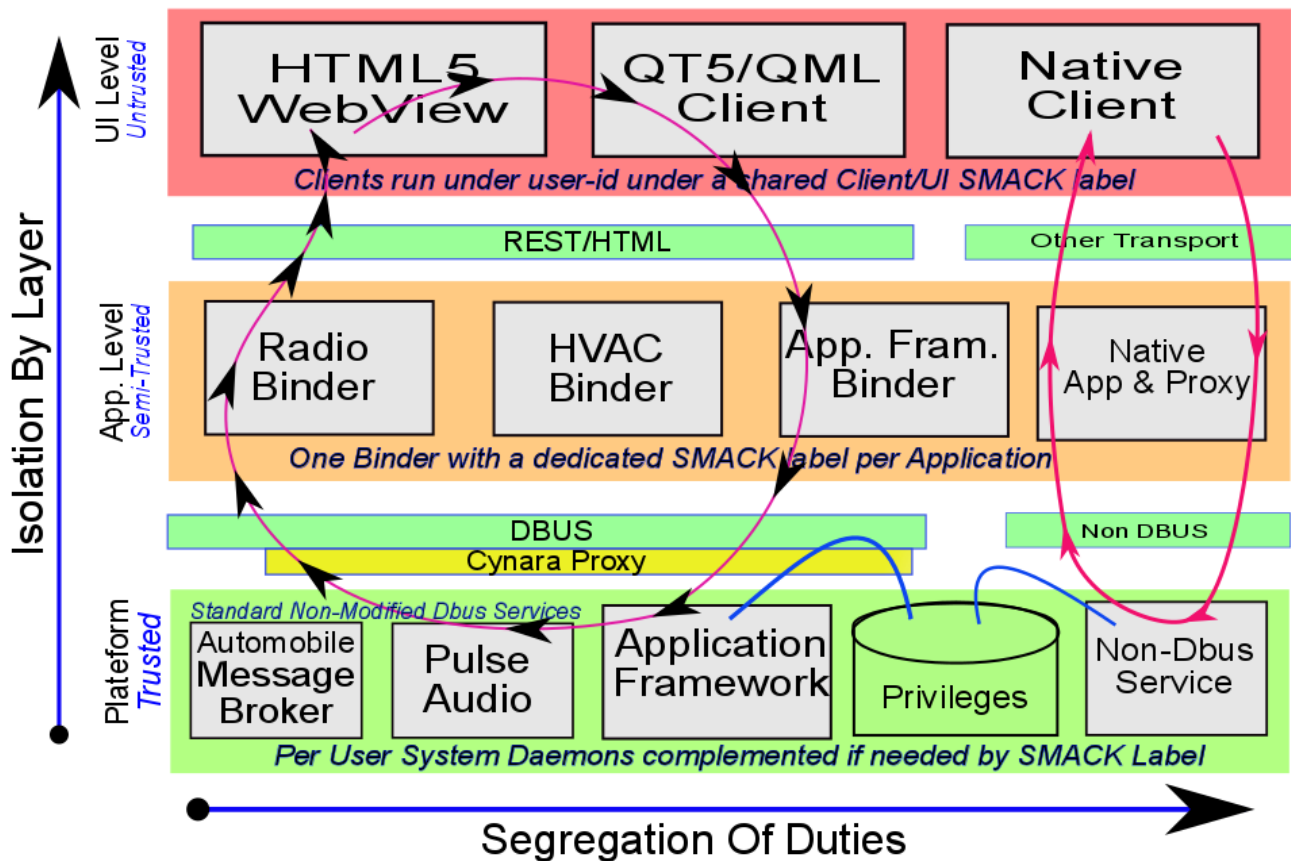 Isolation By Layer
UI Level
Untrusted
HTML5
WebView
QT5/QML
Client
Native
Client
Clients run under user-id under a shared Client/UI SMACK label
REST/HTML
Other Transport
App. Level
Semi-Trusted
Radio
Binder
HVAC
Binder
App. Fram.
Binder
Native
App & Proxy
One Binder with a dedicated SMACK label per Application
DBUS
Non DBUS
Cynara Proxy
Plateform
Trusted
Standard Non-Modified Dbus Services
Automobile
Message
Broker
Pulse
Audio
Application
Framework
Privileges
Non-Dbus
Service
Per User System Daemons complemented if needed by SMACK Label
Segregation Of Duties